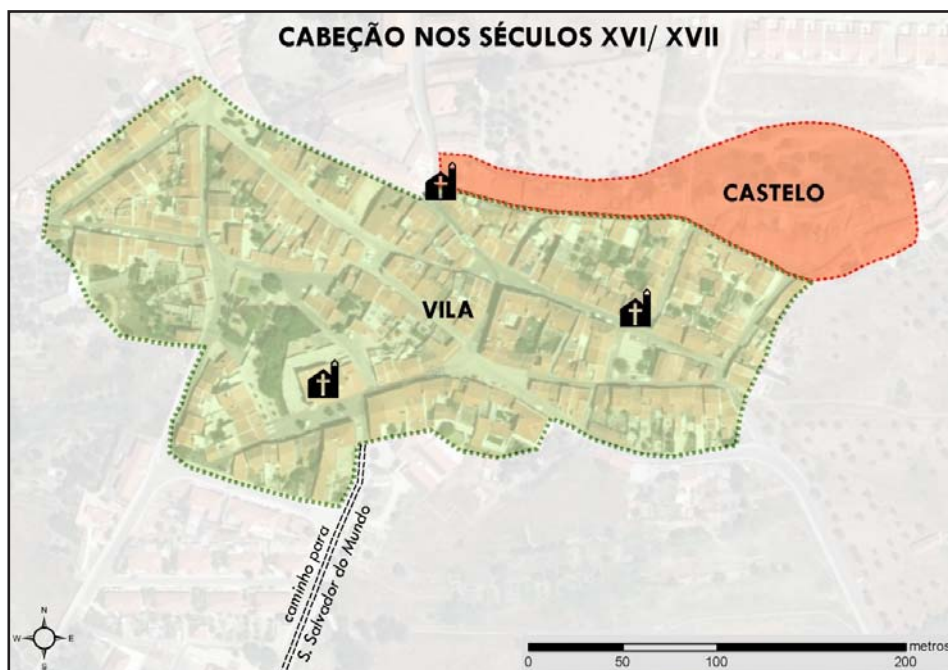 CABEÇÃO NOS SÉCULOS XVI/ XVII
CASTELO
VILA
caminho para
S. Salvador do Mundo
N
W
E
S
metros
0
50
100
200